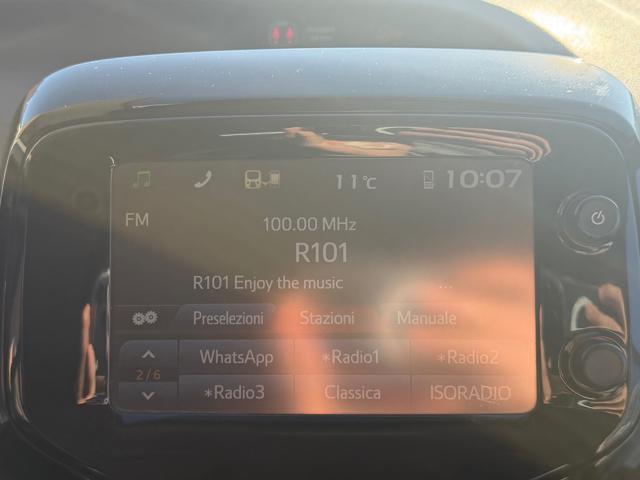 11°C 10:07
FM 100.00 MHz
R101
R101 Enjoy the music ...
Preselezioni Stazioni Manuale
WhatsApp *Radio1 *Radio2
2/6
*Radio3 Classica ISORADIO